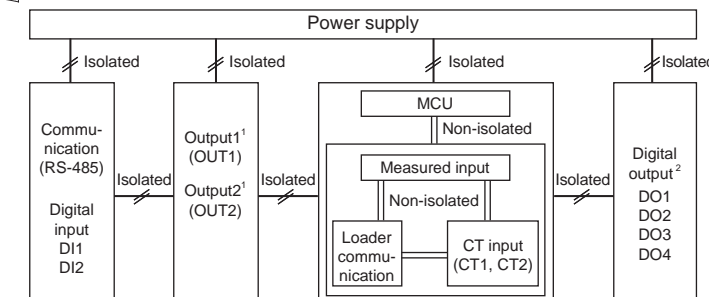 Power supply
Isolated
Isolated
Isolated
Isolated
Commu-
nication
(RS-485)
Digital
input
DI1
DI2
Isolated
Output1¹
(OUT1)
Output2¹
(OUT2)
Isolated
MCU
Non-isolated
Measured input
Non-isolated
Loader
commu-
nication
CT input
(CT1, CT2)
Isolated
Digital
output²
DO1
DO2
DO3
DO4